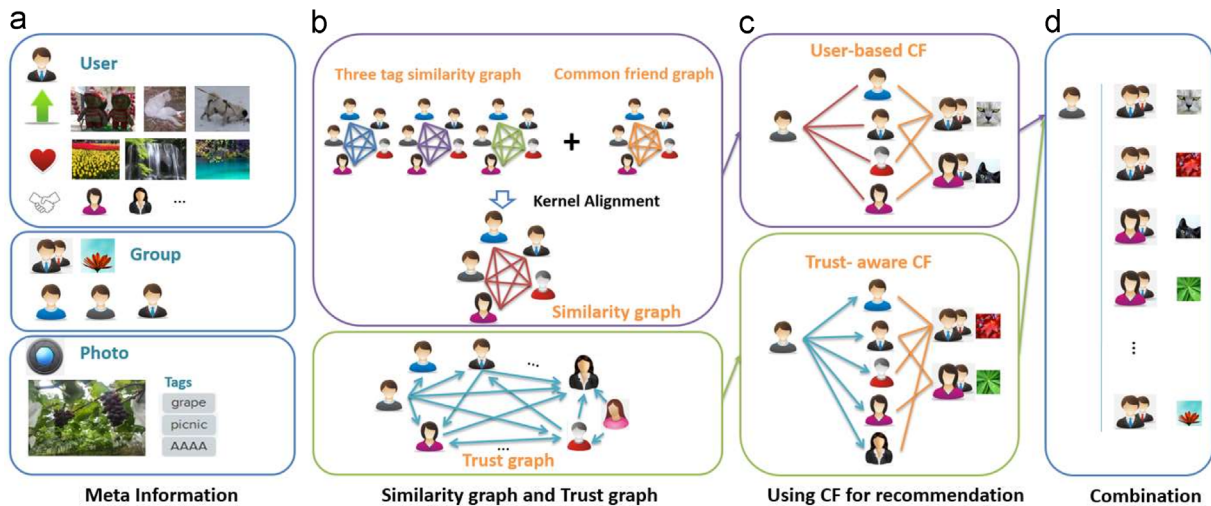 a
User
...
Group
Photo
Tags
grape
picnic
AAAA
Meta Information
b
Three tag similarity graph
Common friend graph
+
Kernel Alignment
Similarity graph
...
...
Trust graph
Similarity graph and Trust graph
c
User-based CF
Trust- aware CF
Using CF for recommendation
d
...
Combination